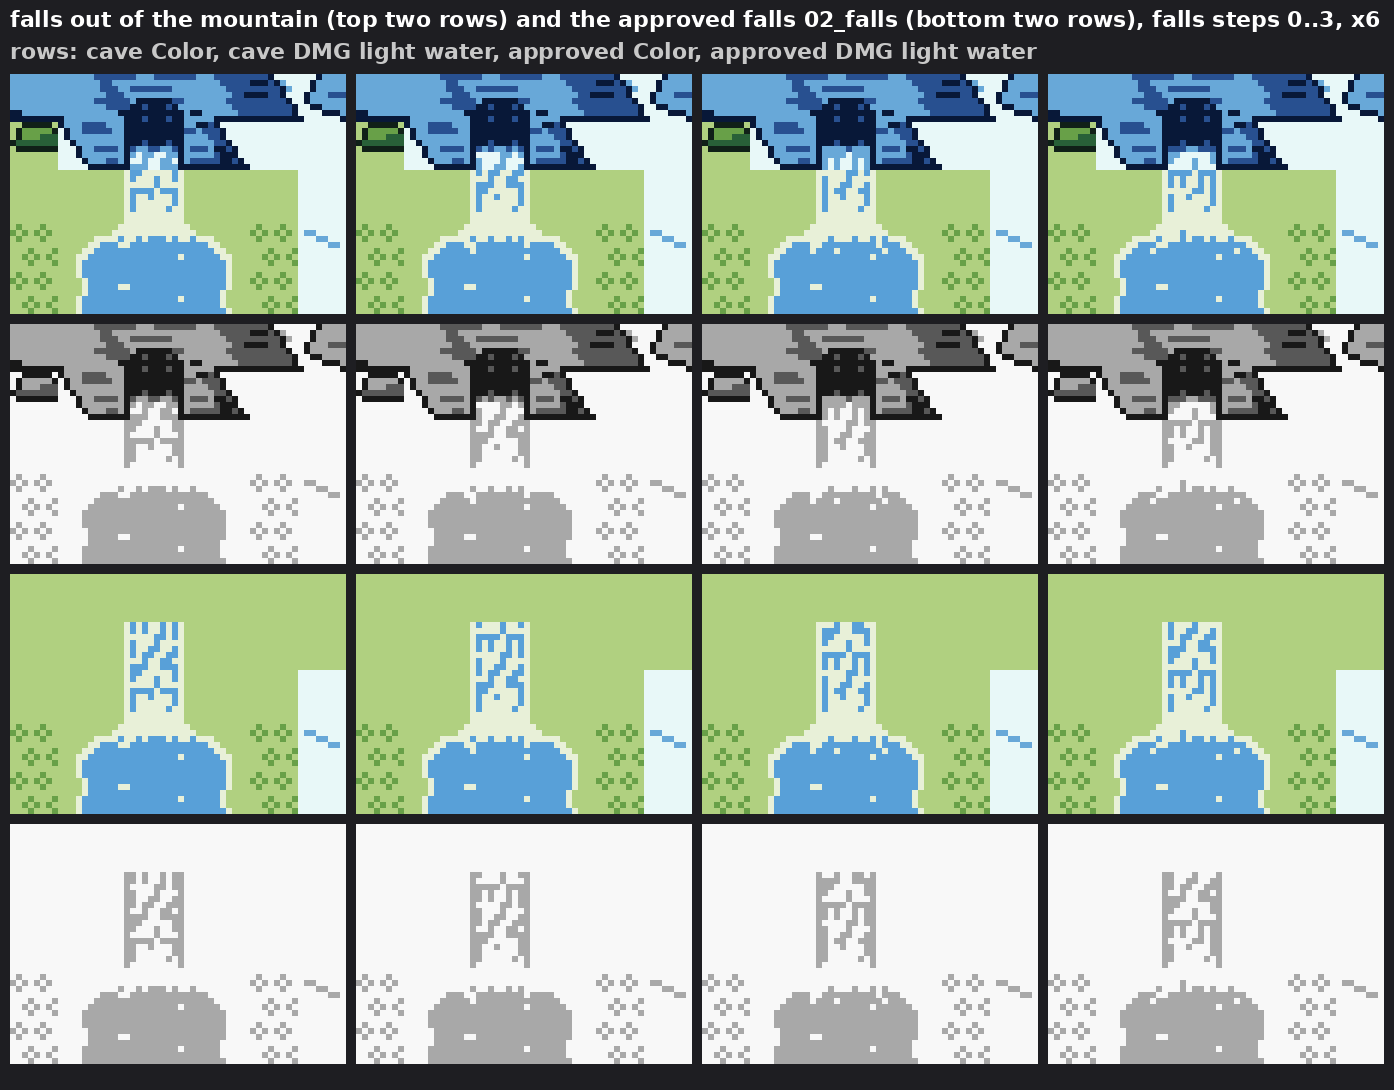 falls out of the mountain (top two rows) and the approved falls 02_falls (bottom two rows), falls steps 0..3, x6
rows: cave Color, cave DMG light water, approved Color, approved DMG light water